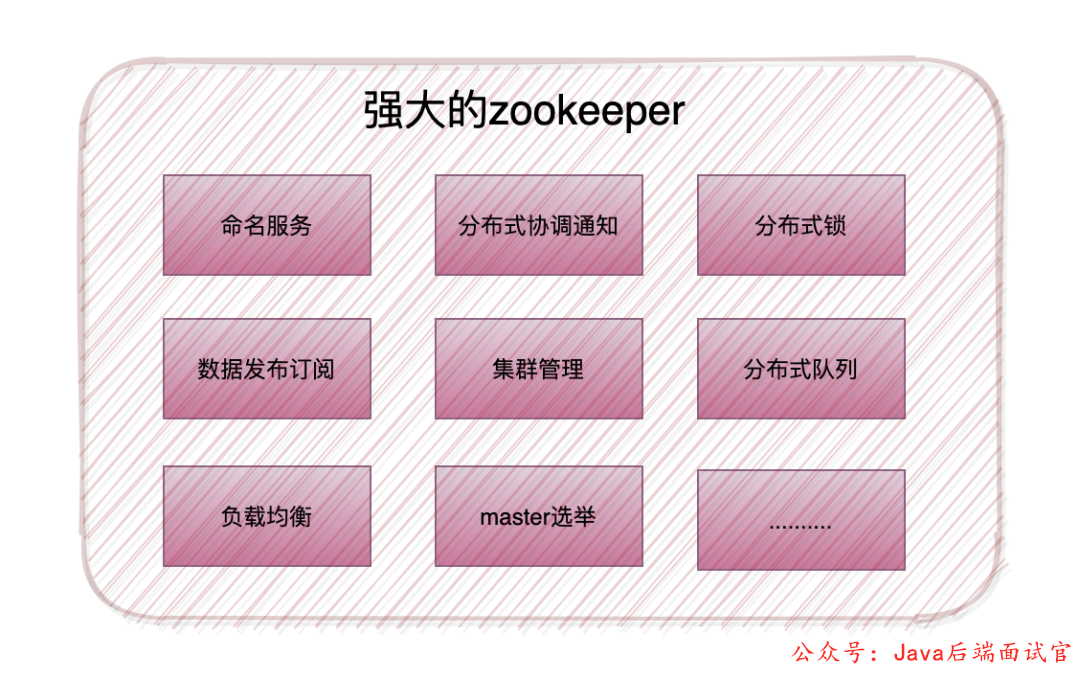 强大的zookeeper
命名服务
分布式协调通知
分布式锁
数据发布订阅
集群管理
分布式队列
负载均衡
master选举
..........
公众号：Java后端面试官